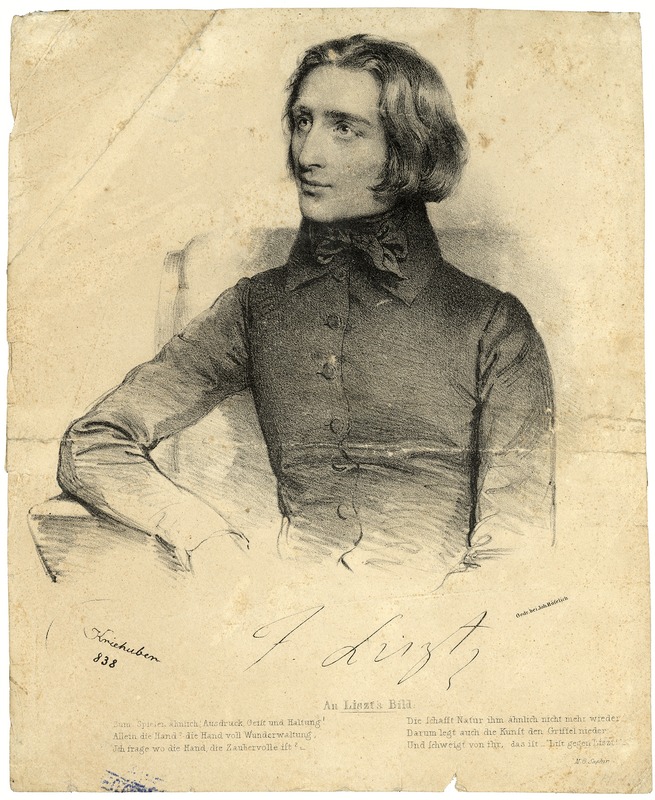 Kriehuber
838
F. Liszt
Gedr. bei Joh. Höfelich
An Liszt's Bild.
Zum Spielen ähnlich! Ausdruck, Geist und Haltung!
Allein die Hand? die Hand voll Wunderwaltung,
Ich frage wo die Hand, die Zaubervolle ist?
Die schafft Natur ihm ähnlich nicht mehr wieder
Darum legt auch die Kunst den Griffel nieder
Und schweigt von ihr, das ist Liszt!
M. G. Saphir